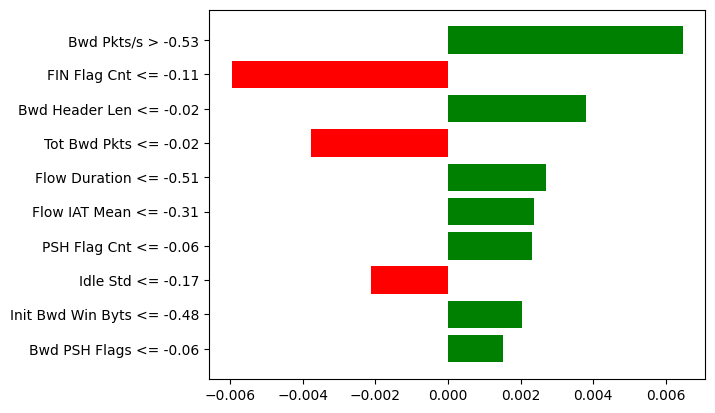 Bwd Pkts/s > -0.53
FIN Flag Cnt <= -0.11
Bwd Header Len <= -0.02
Tot Bwd Pkts <= -0.02
Flow Duration <= -0.51
Flow IAT Mean <= -0.31
PSH Flag Cnt <= -0.06
Idle Std <= -0.17
Init Bwd Win Byts <= -0.48
Bwd PSH Flags <= -0.06
−0.006 −0.004 −0.002 0.000 0.002 0.004 0.006